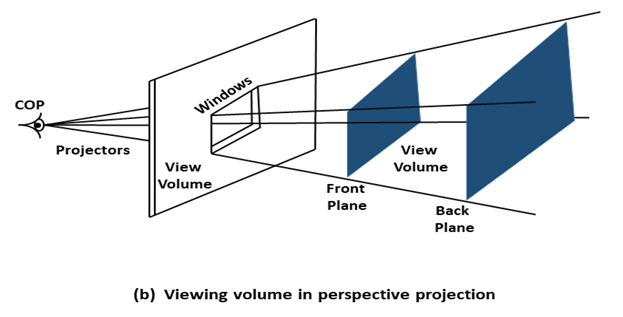 COP
Projectors
Windows
View
Volume
View
Volume
Front
Plane
Back
Plane
(b) Viewing volume in perspective projection